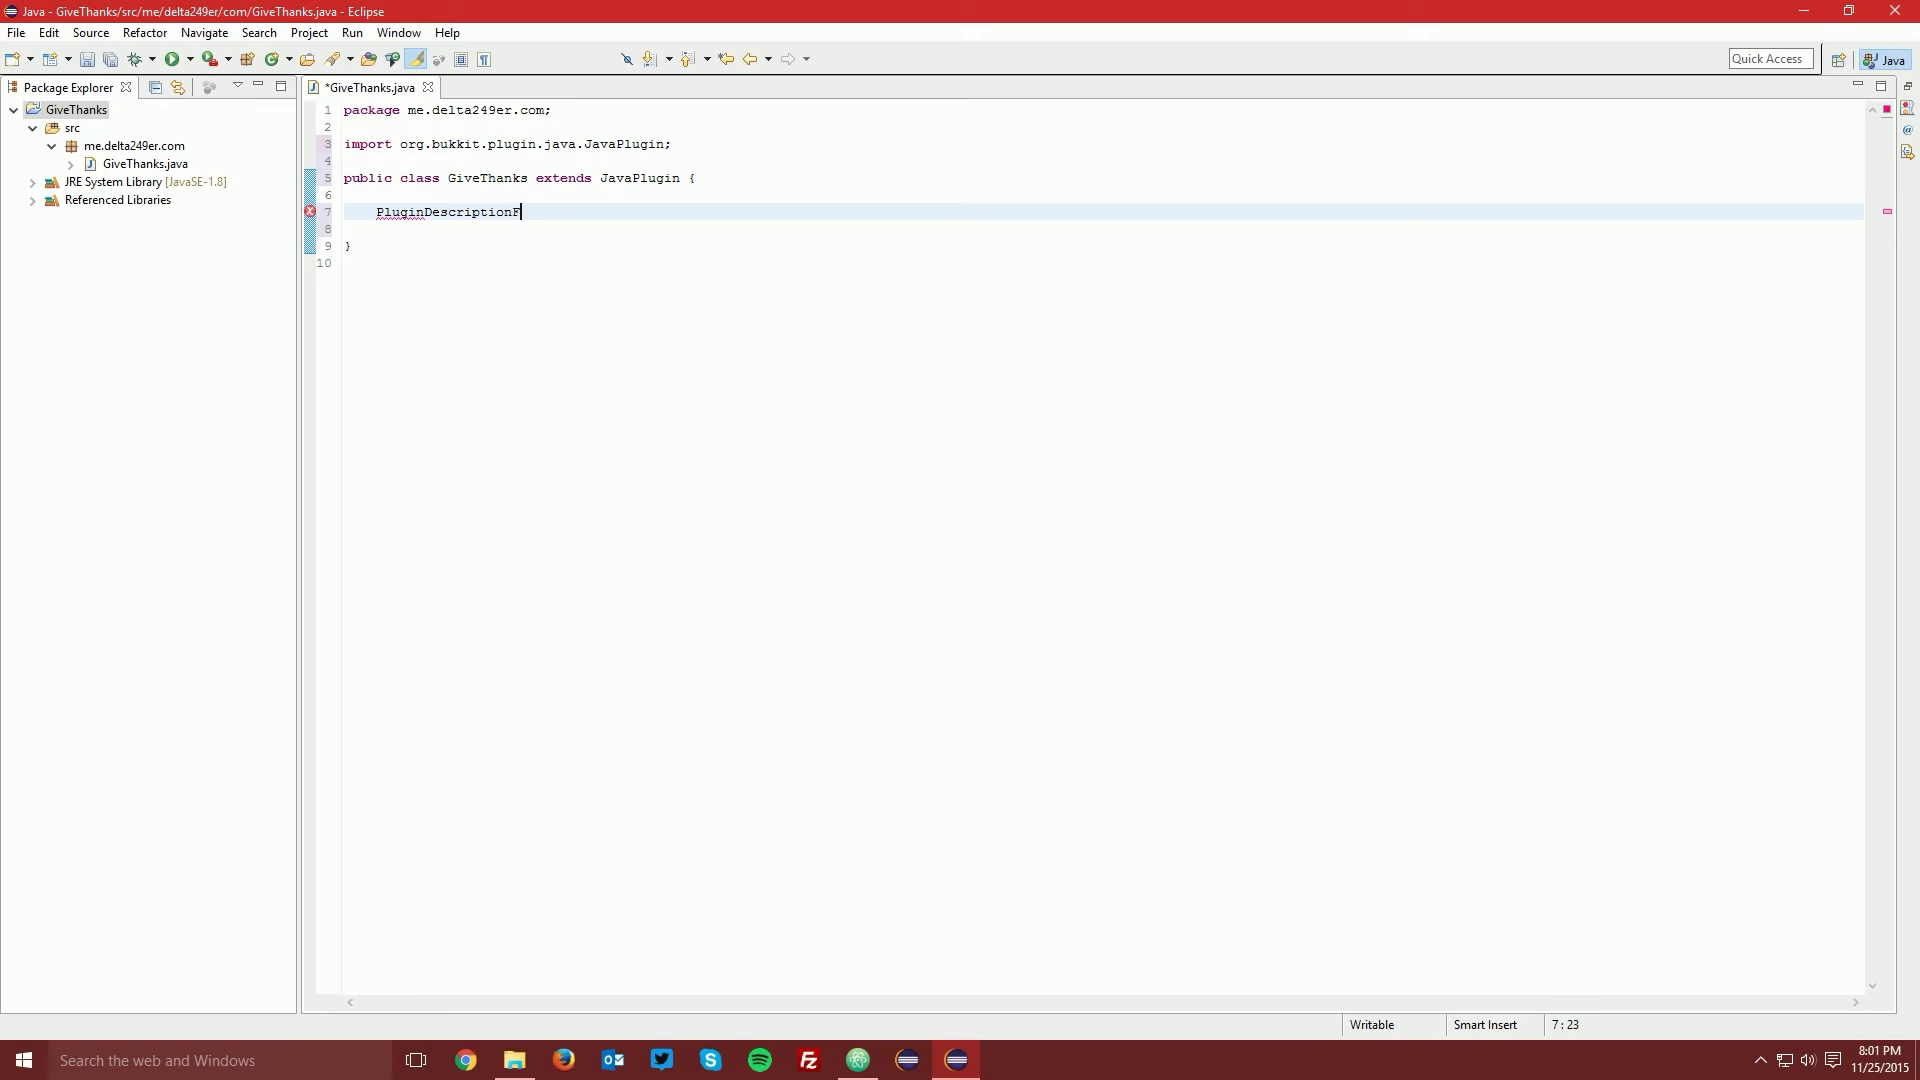 Java - GiveThanks/src/me/delta249er/com/GiveThanks.java - Eclipse
File Edit Source Refactor Navigate Search Project Run Window Help
Quick Access
Java
Package Explorer
*GiveThanks.java
GiveThanks
src
me.delta249er.com
GiveThanks.java
JRE System Library [JavaSE-1.8]
Referenced Libraries
1 package me.delta249er.com;
2
3 import org.bukkit.plugin.java.JavaPlugin;
4
5 public class GiveThanks extends JavaPlugin {
6
7 PluginDescriptionF
8
9 }
10
Writable Smart Insert 7 : 23
Search the web and Windows
8:01 PM
11/25/2015